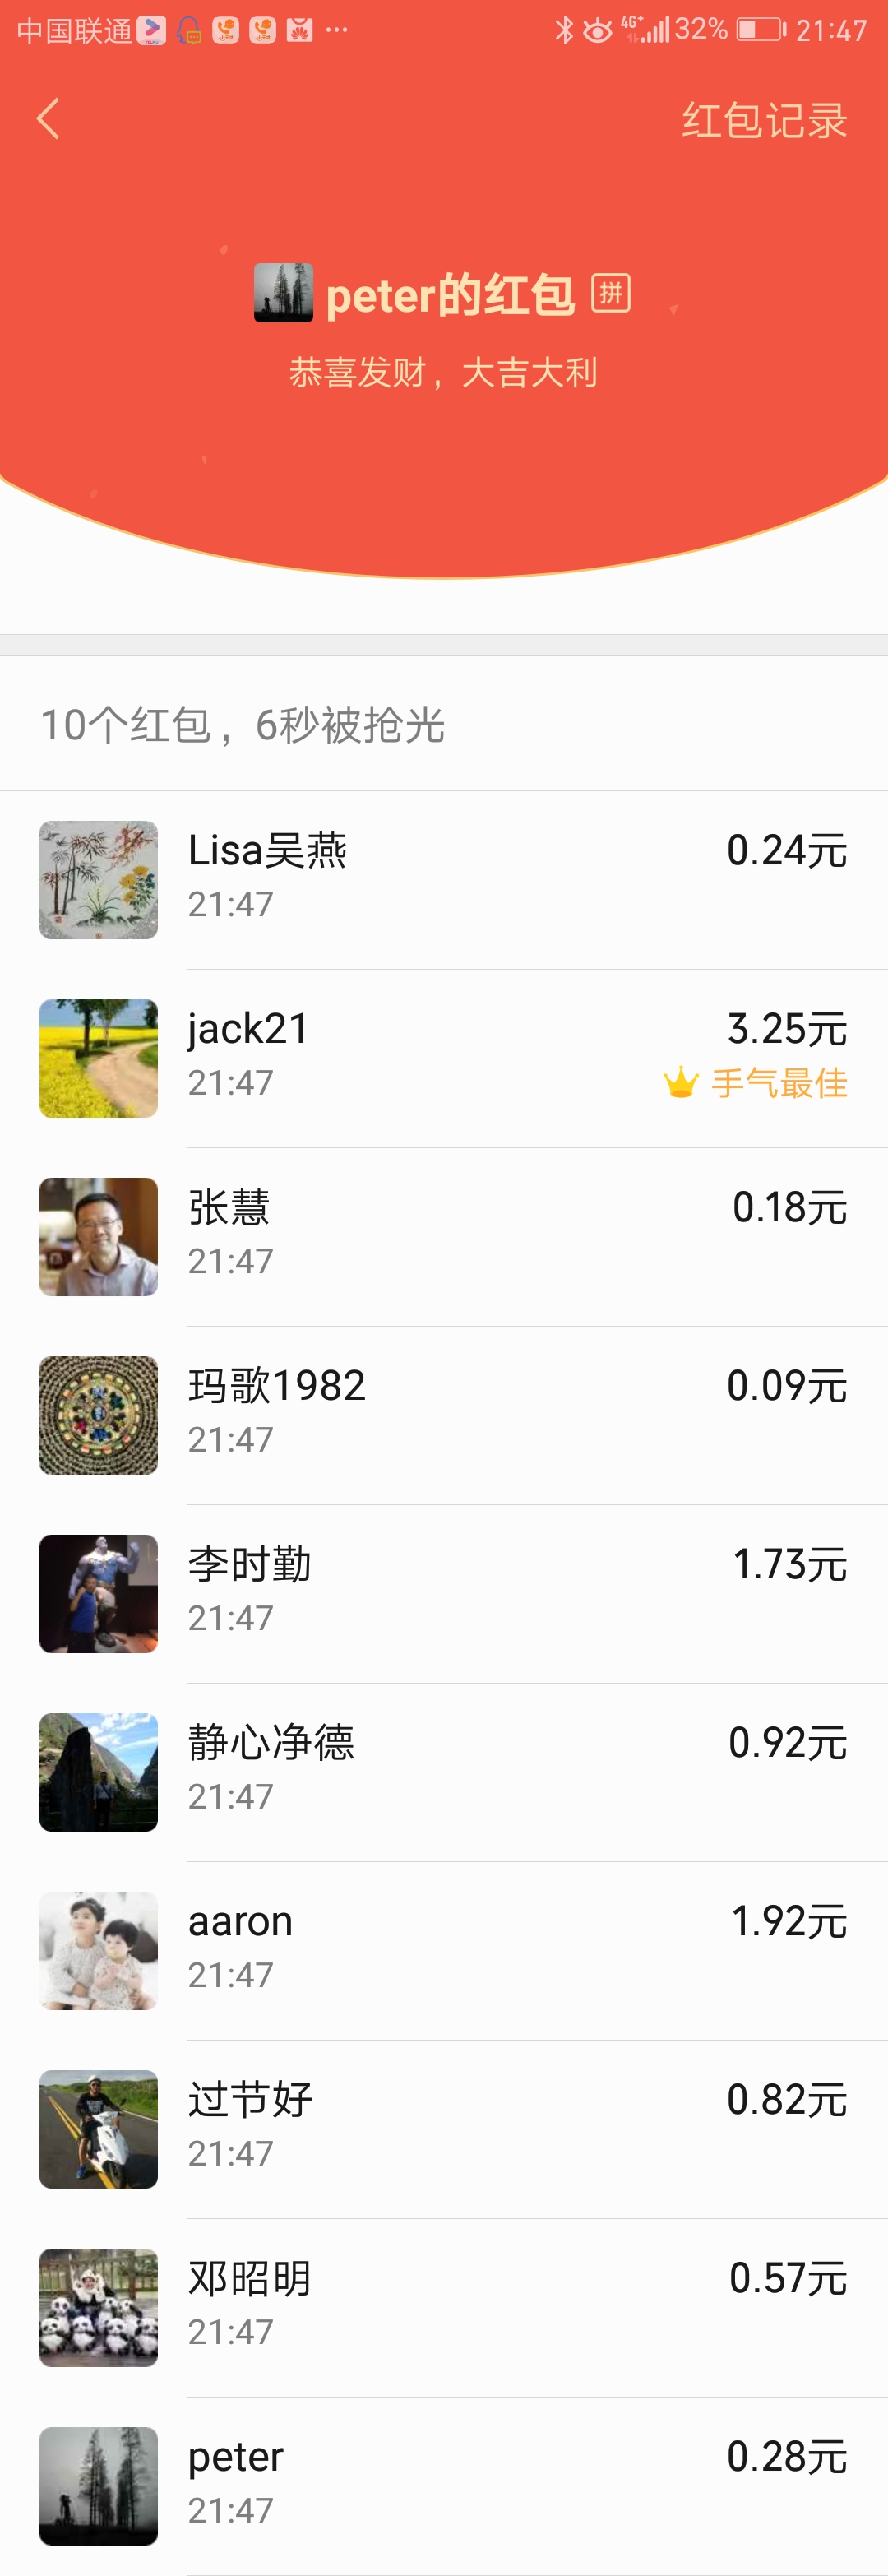 中国联通 ... 4G+ 32% 21:47
红包记录
peter的红包 拼
恭喜发财，大吉大利
10个红包，6秒被抢光
Lisa吴燕 0.24元
21:47
jack21 3.25元
21:47 手气最佳
张慧 0.18元
21:47
玛歌1982 0.09元
21:47
李时勤 1.73元
21:47
静心净德 0.92元
21:47
aaron 1.92元
21:47
过节好 0.82元
21:47
邓昭明 0.57元
21:47
peter 0.28元
21:47